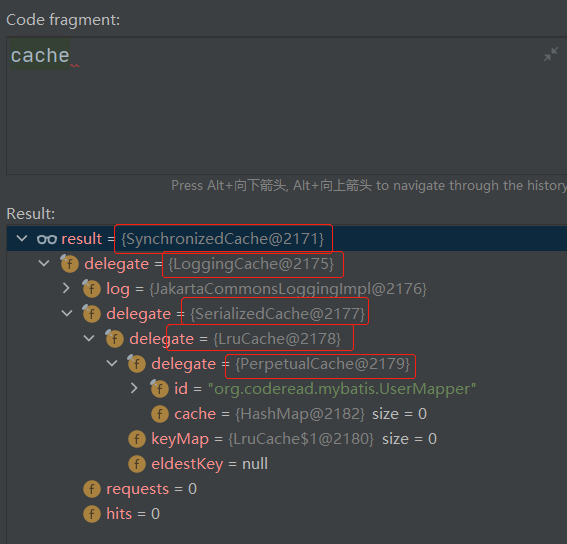 Code fragment:
cache
Press Alt+向下箭头, Alt+向上箭头 to navigate through the history
Result:
result = {SynchronizedCache@2171}
delegate = {LoggingCache@2175}
log = {JakartaCommonsLoggingImpl@2176}
delegate = {SerializedCache@2177}
delegate = {LruCache@2178}
delegate = {PerpetualCache@2179}
id = "org.coderead.mybatis.UserMapper"
cache = {HashMap@2182} size = 0
keyMap = {LruCache$1@2180} size = 0
eldestKey = null
requests = 0
hits = 0